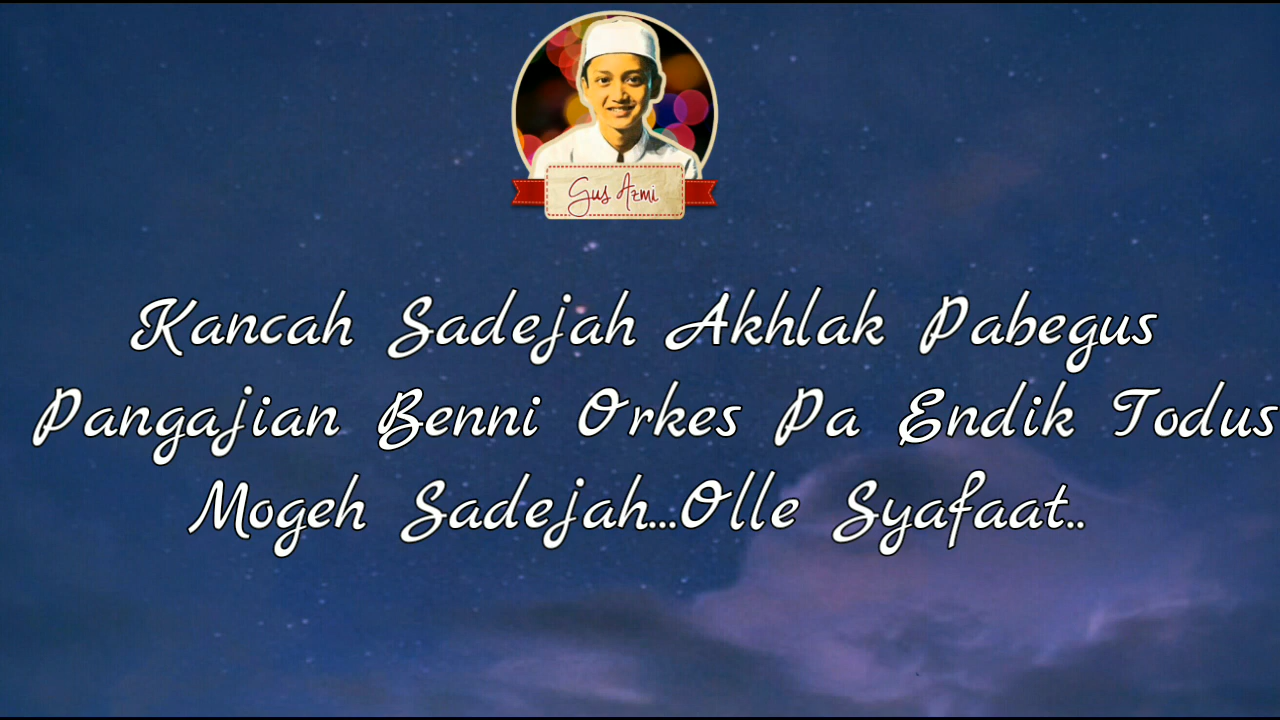 Gus Azmi
Kancah Sadejah Akhlak Pabegus
Pangajian Benni Orkes Pa Endik Todus
Mogeh Sadejah...Olle Syafaat..